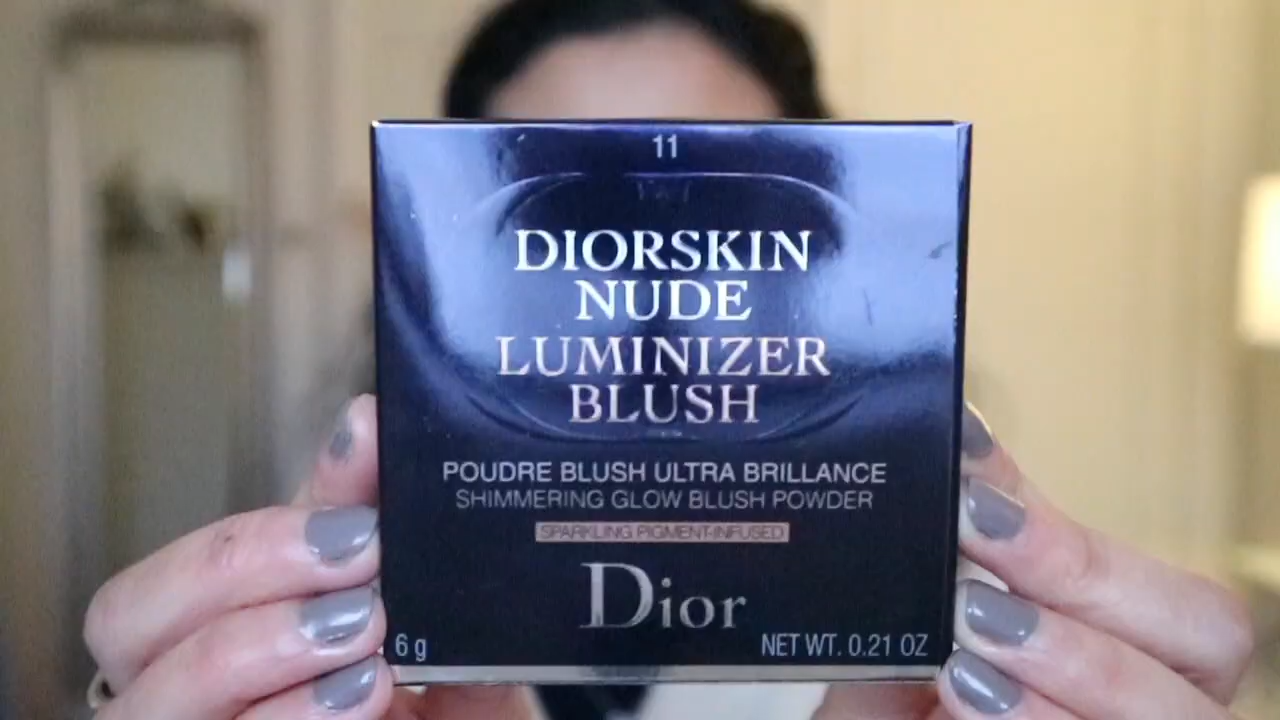 11
DIORSKIN
NUDE
LUMINIZER
BLUSH
POUDRE BLUSH ULTRA BRILLANCE
SHIMMERING GLOW BLUSH POWDER
SPARKLING PIGMENT-INFUSED
Dior
6 g NET WT. 0.21 OZ